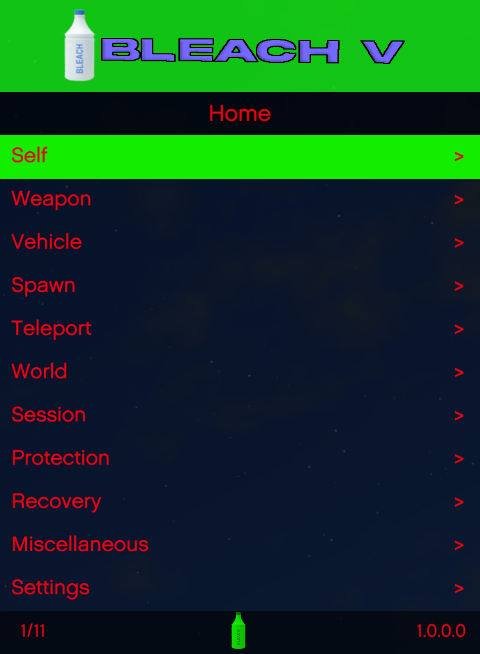 BLEACH
BLEACH V
Home
Self >
Weapon >
Vehicle >
Spawn >
Teleport >
World >
Session >
Protection >
Recovery >
Miscellaneous >
Settings >
1/11 1.0.0.0